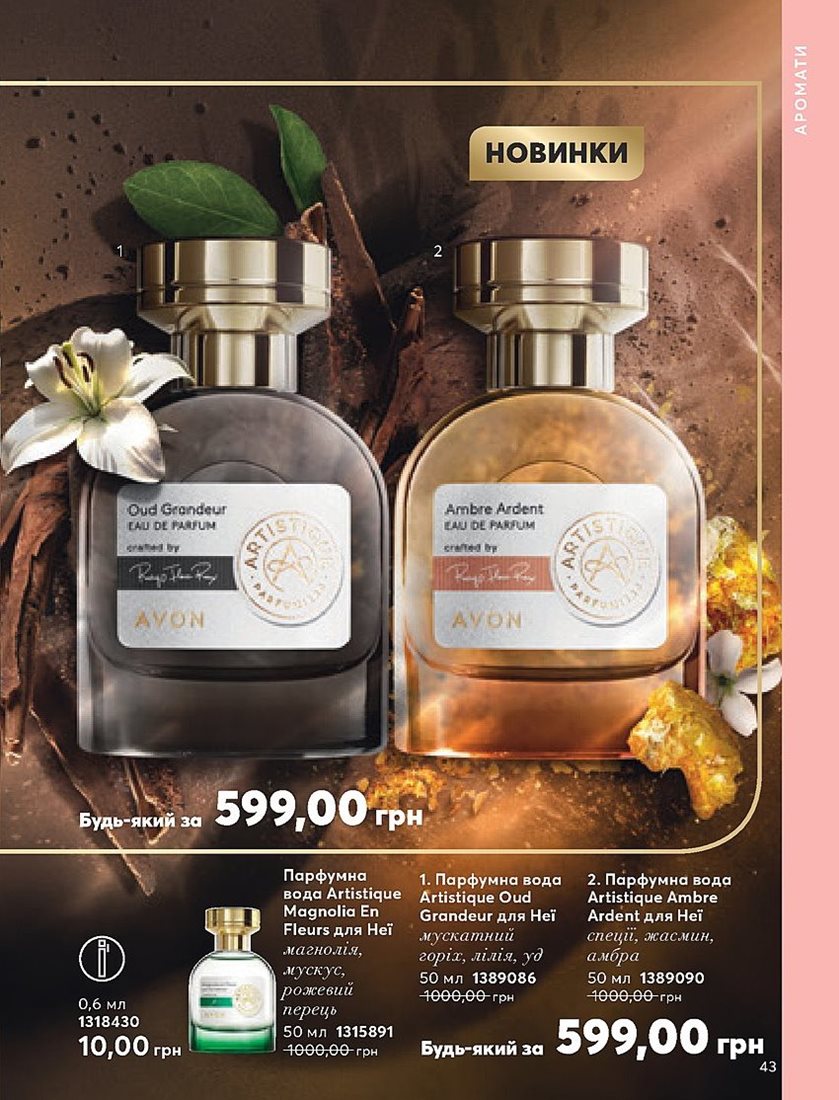 АРОМАТИ
НОВИНКИ
1
2
Oud Grandeur
EAU DE PARFUM
crafted by
ARTISTIQUE
PARFUMIERS
AVON
Ambre Ardent
EAU DE PARFUM
crafted by
ARTISTIQUE
PARFUMIERS
AVON
Будь-який за 599,00 грн
0,6 мл
1318430
10,00 грн
AVON
Парфумна
вода Artistique
Magnolia En
Fleurs для Неї
магнолія,
мускус,
рожевий
перець
50 мл 1315891
1000,00 грн
1. Парфумна вода
Artistique Oud
Grandeur для Неї
мускатний
горіх, лілія, уд
50 мл 1389086
1000,00 грн
2. Парфумна вода
Artistique Ambre
Ardent для Неї
спеції, жасмин,
амбра
50 мл 1389090
1000,00 грн
Будь-який за 599,00 грн
43